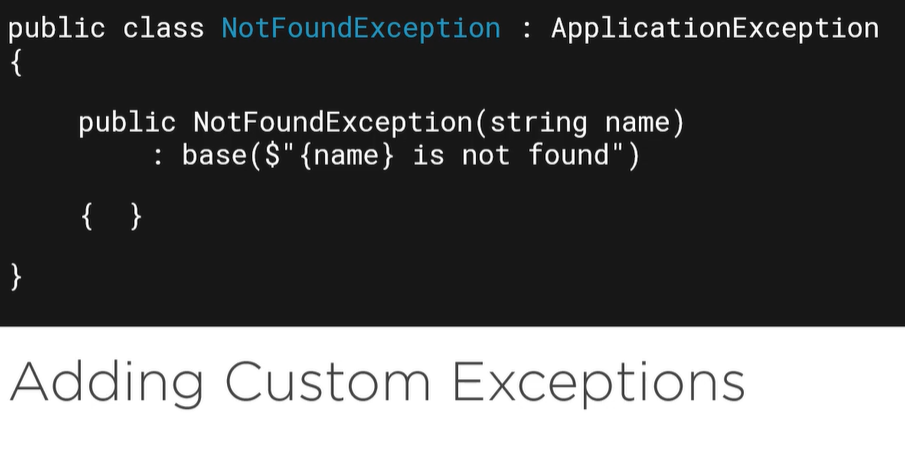 public class NotFoundException : ApplicationException
{
public NotFoundException(string name)
: base($"{name} is not found")
{ }
}
Adding Custom Exceptions